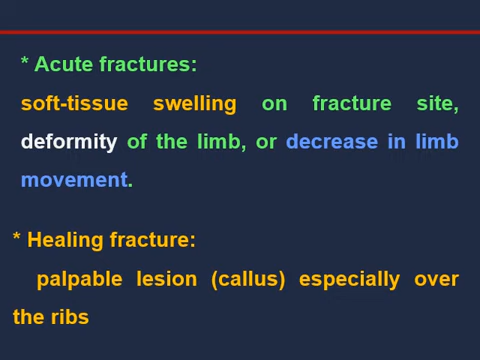 * Acute fractures:
soft-tissue swelling on fracture site,
deformity of the limb, or decrease in limb
movement.
* Healing fracture:
palpable lesion (callus) especially over
the ribs